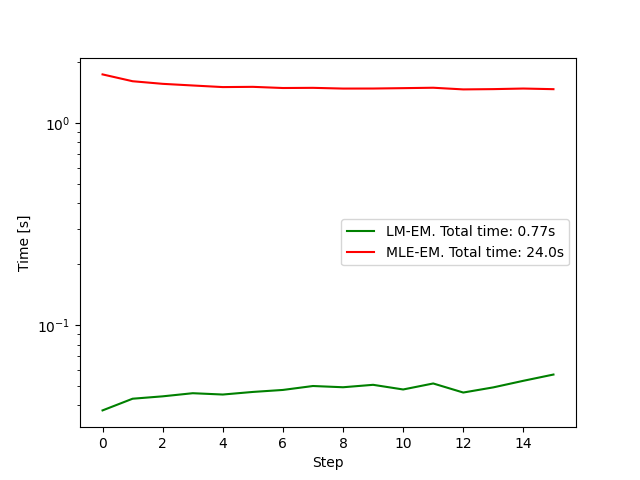 10⁰
10⁻¹
Time [s]
LM-EM. Total time: 0.77s
MLE-EM. Total time: 24.0s
0 2 4 6 8 10 12 14
Step